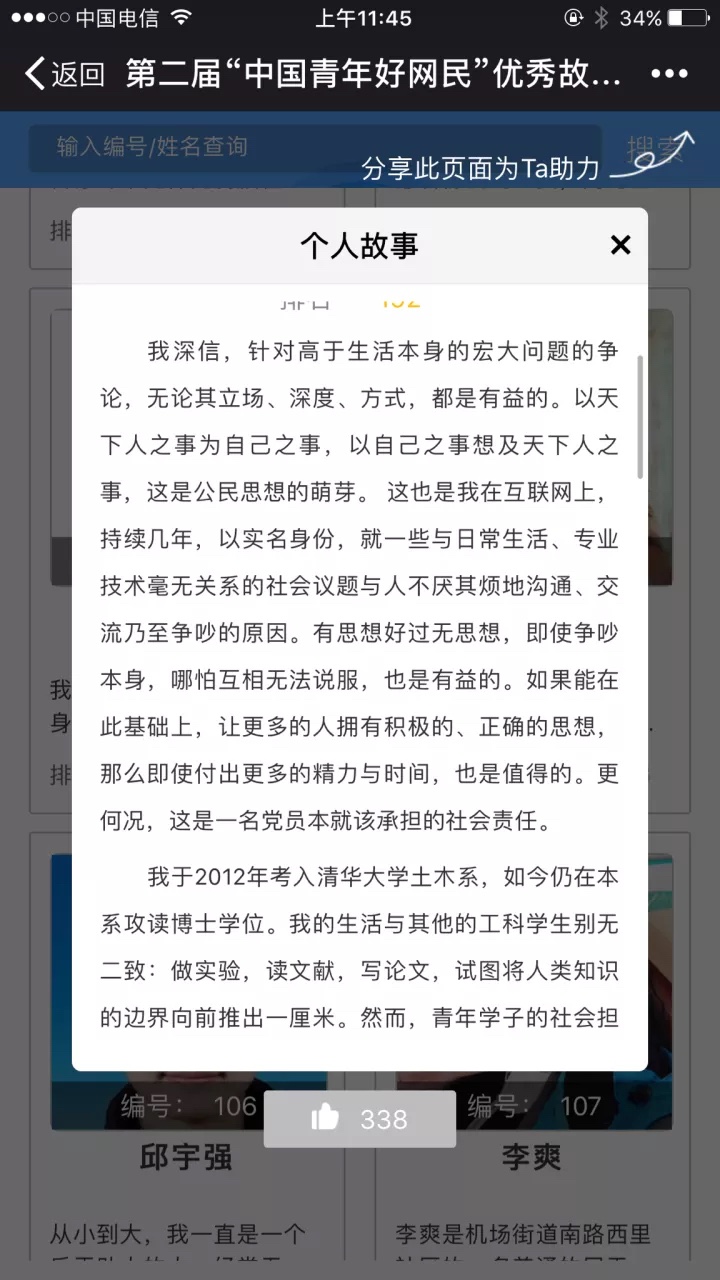 中国电信 上午11:45 34%
返回 第二届“中国青年好网民”优秀故...
输入编号/姓名查询 搜索
分享此页面为Ta助力
排
个人故事
排名 192
我深信，针对高于生活本身的宏大问题的争
论，无论其立场、深度、方式，都是有益的。以天
下人之事为自己之事，以自己之事想及天下人之
事，这是公民思想的萌芽。 这也是我在互联网上，
持续几年，以实名身份，就一些与日常生活、专业
技术毫无关系的社会议题与人不厌其烦地沟通、交
流乃至争吵的原因。有思想好过无思想，即使争吵
本身，哪怕互相无法说服，也是有益的。如果能在
此基础上，让更多的人拥有积极的、正确的思想，
那么即使付出更多的精力与时间，也是值得的。更
何况，这是一名党员本就该承担的社会责任。
我于2012年考入清华大学土木系，如今仍在本
系攻读博士学位。我的生活与其他的工科学生别无
二致：做实验，读文献，写论文，试图将人类知识
的边界向前推出一厘米。然而，青年学子的社会担
我
身
排
编号： 106 338 编号： 107
邱宇强 李爽
从小到大，我一直是一个 李爽是机场街道南路西里